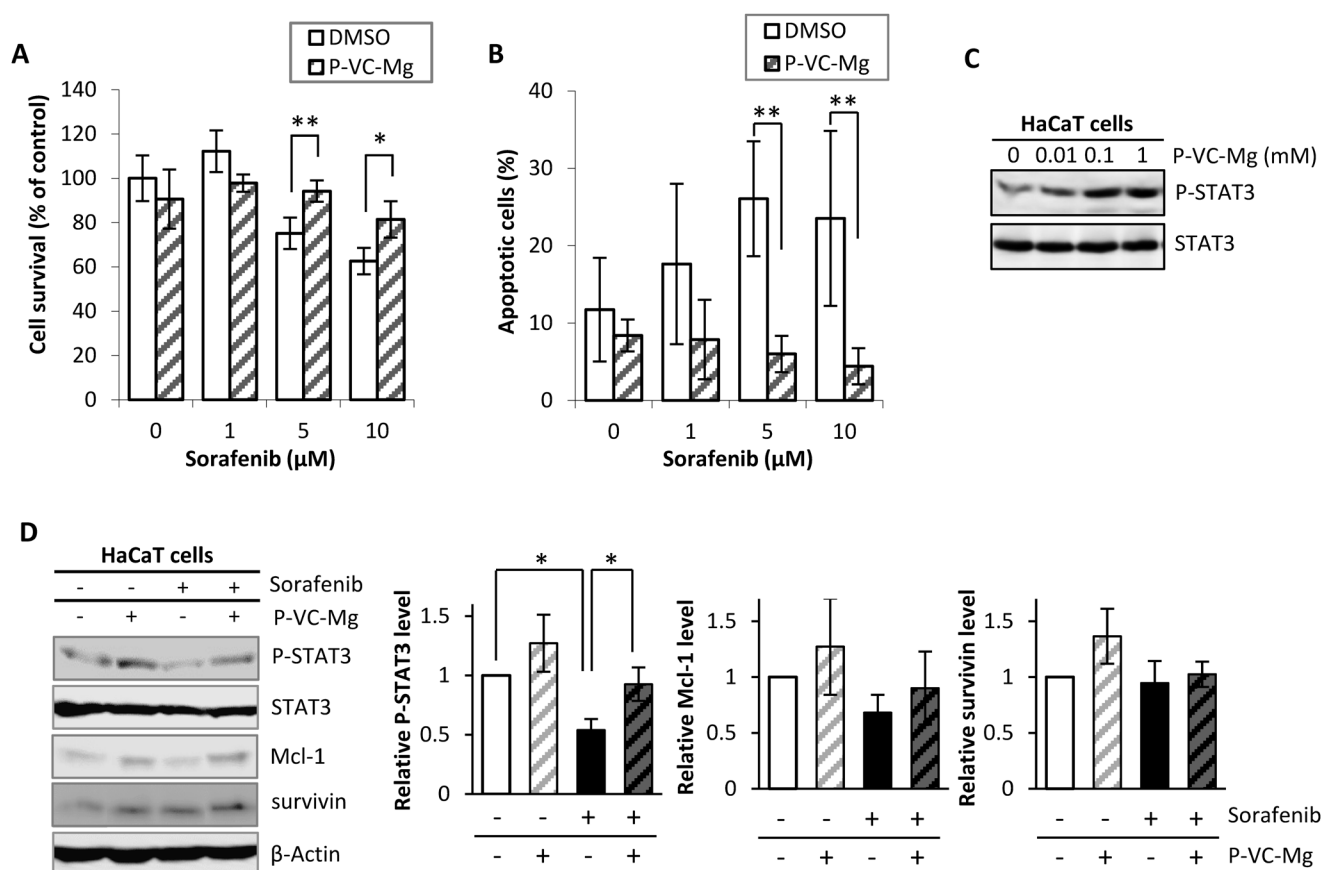 A
DMSO
P-VC-Mg
Cell survival (% of control)
140
120
100
80
60
40
20
0
0 1 5 10
Sorafenib (µM)
** *
B
DMSO
P-VC-Mg
Apoptotic cells (%)
40
30
20
10
0
0 1 5 10
Sorafenib (µM)
** **
C
HaCaT cells
0 0.01 0.1 1 P-VC-Mg (mM)
P-STAT3
STAT3
D
HaCaT cells
- - + + Sorafenib
- + - + P-VC-Mg
P-STAT3
STAT3
Mcl-1
survivin
β-Actin
Relative P-STAT3 level
* *
1.5
1
0.5
0
- - + +
- + - +
Relative Mcl-1 level
1.5
1
0.5
0
- - + +
- + - +
Relative survivin level
1.5
1
0.5
0
- - + + Sorafenib
- + - + P-VC-Mg